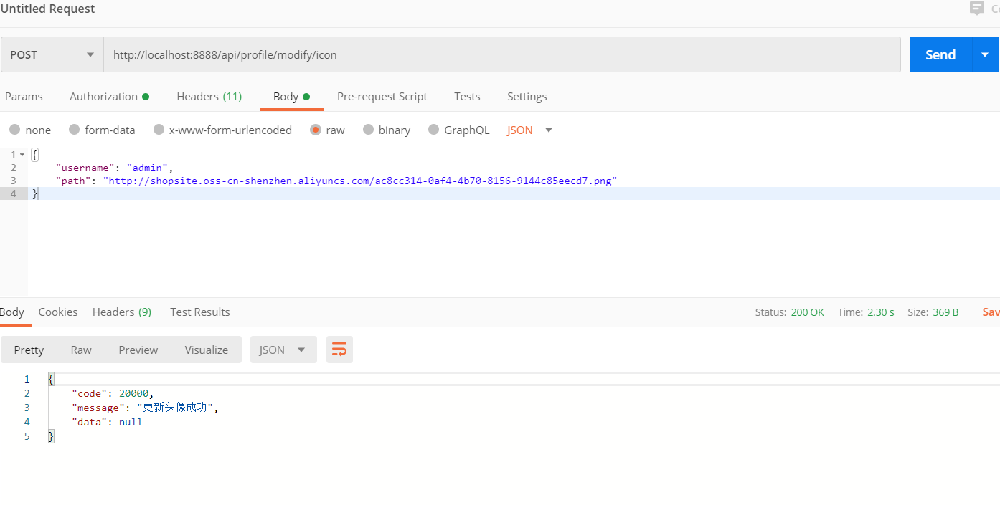 Untitled Request
POST http://localhost:8888/api/profile/modify/icon Send
Params Authorization Headers (11) Body Pre-request Script Tests Settings
none form-data x-www-form-urlencoded raw binary GraphQL JSON
1 {
2 "username": "admin",
3 "path": "http://shopsite.oss-cn-shenzhen.aliyuncs.com/ac8cc314-0af4-4b70-8156-9144c85eecd7.png"
4 }
Body Cookies Headers (9) Test Results Status: 200 OK Time: 2.30 s Size: 369 B Sav
Pretty Raw Preview Visualize JSON
1 {
2 "code": 20000,
3 "message": "更新头像成功",
4 "data": null
5 }